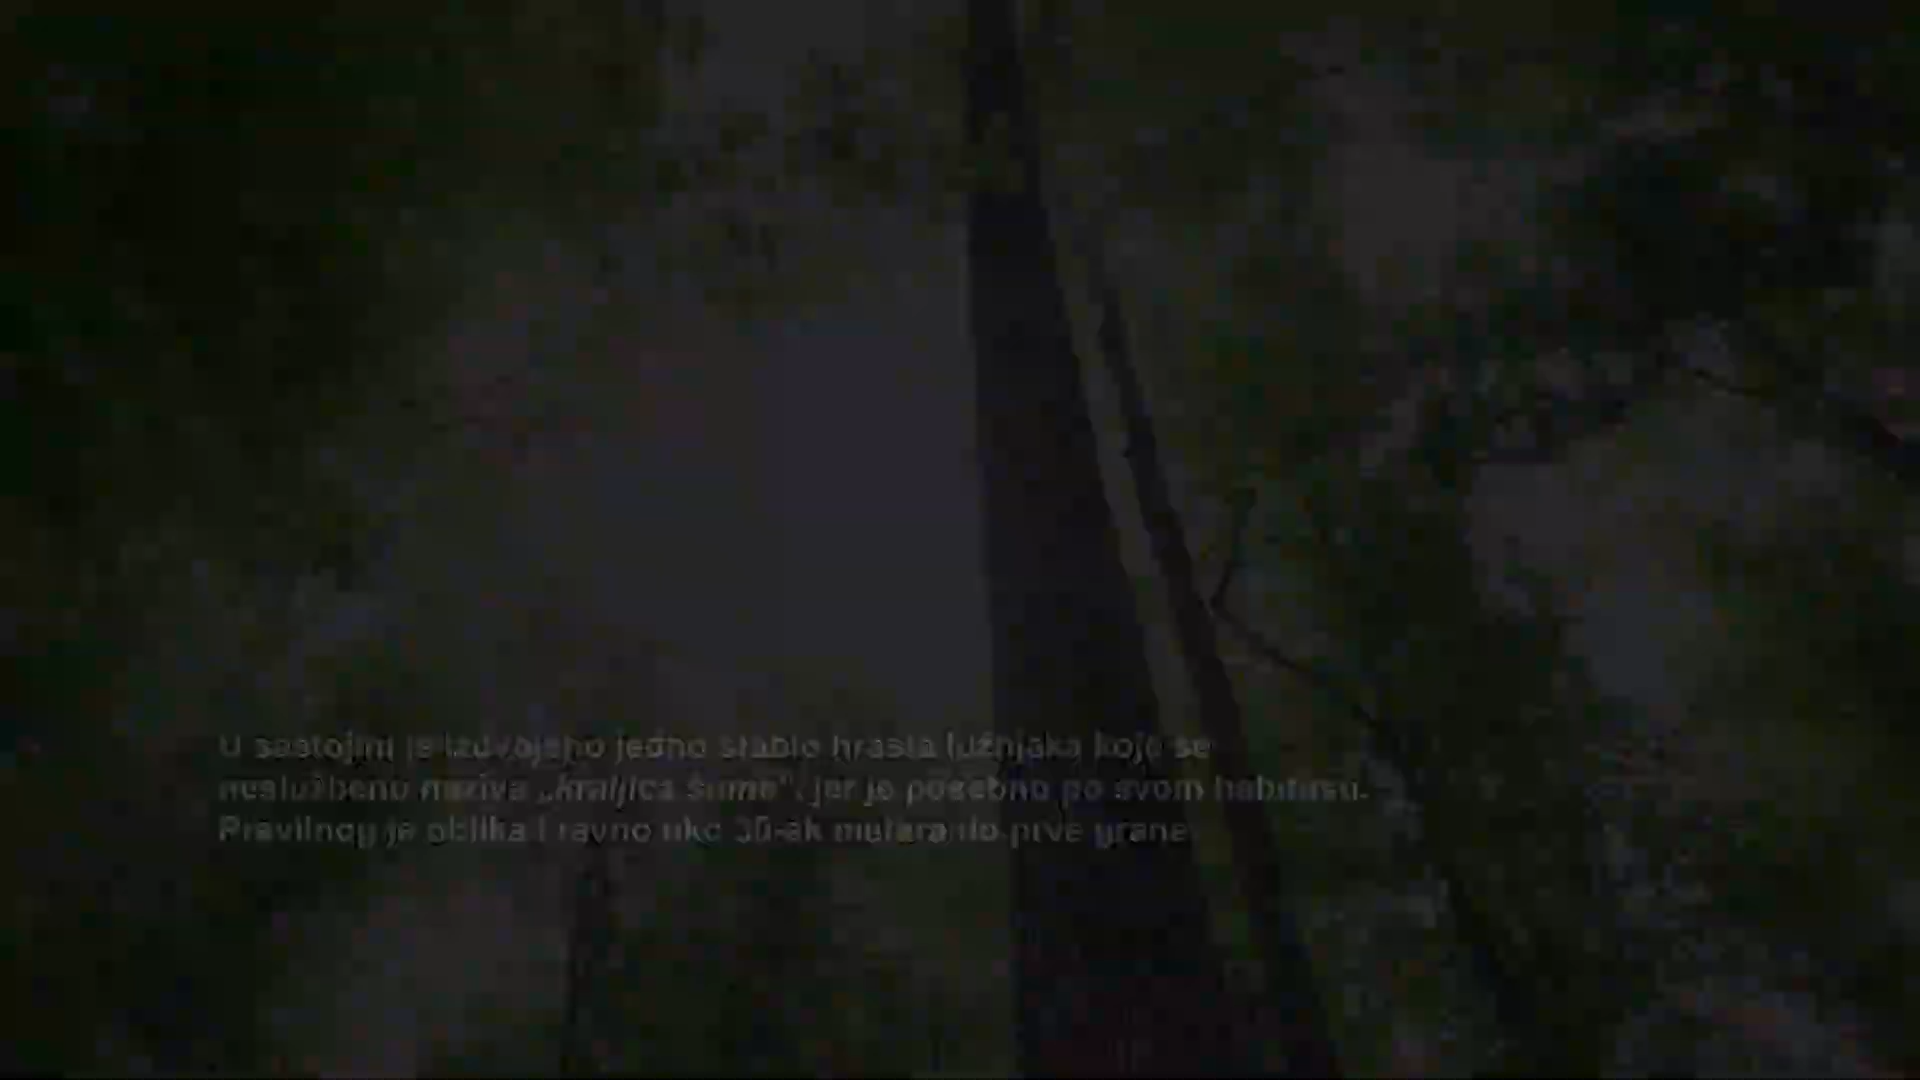 U sastojini je izdvojeno jedno stablo hrasta lužnjaka koje se
neslužbeno naziva „kraljica šume“, jer je posebno po svom habitusu.
Pravilnog je oblika i ravno oko 30-ak metara do prve grane